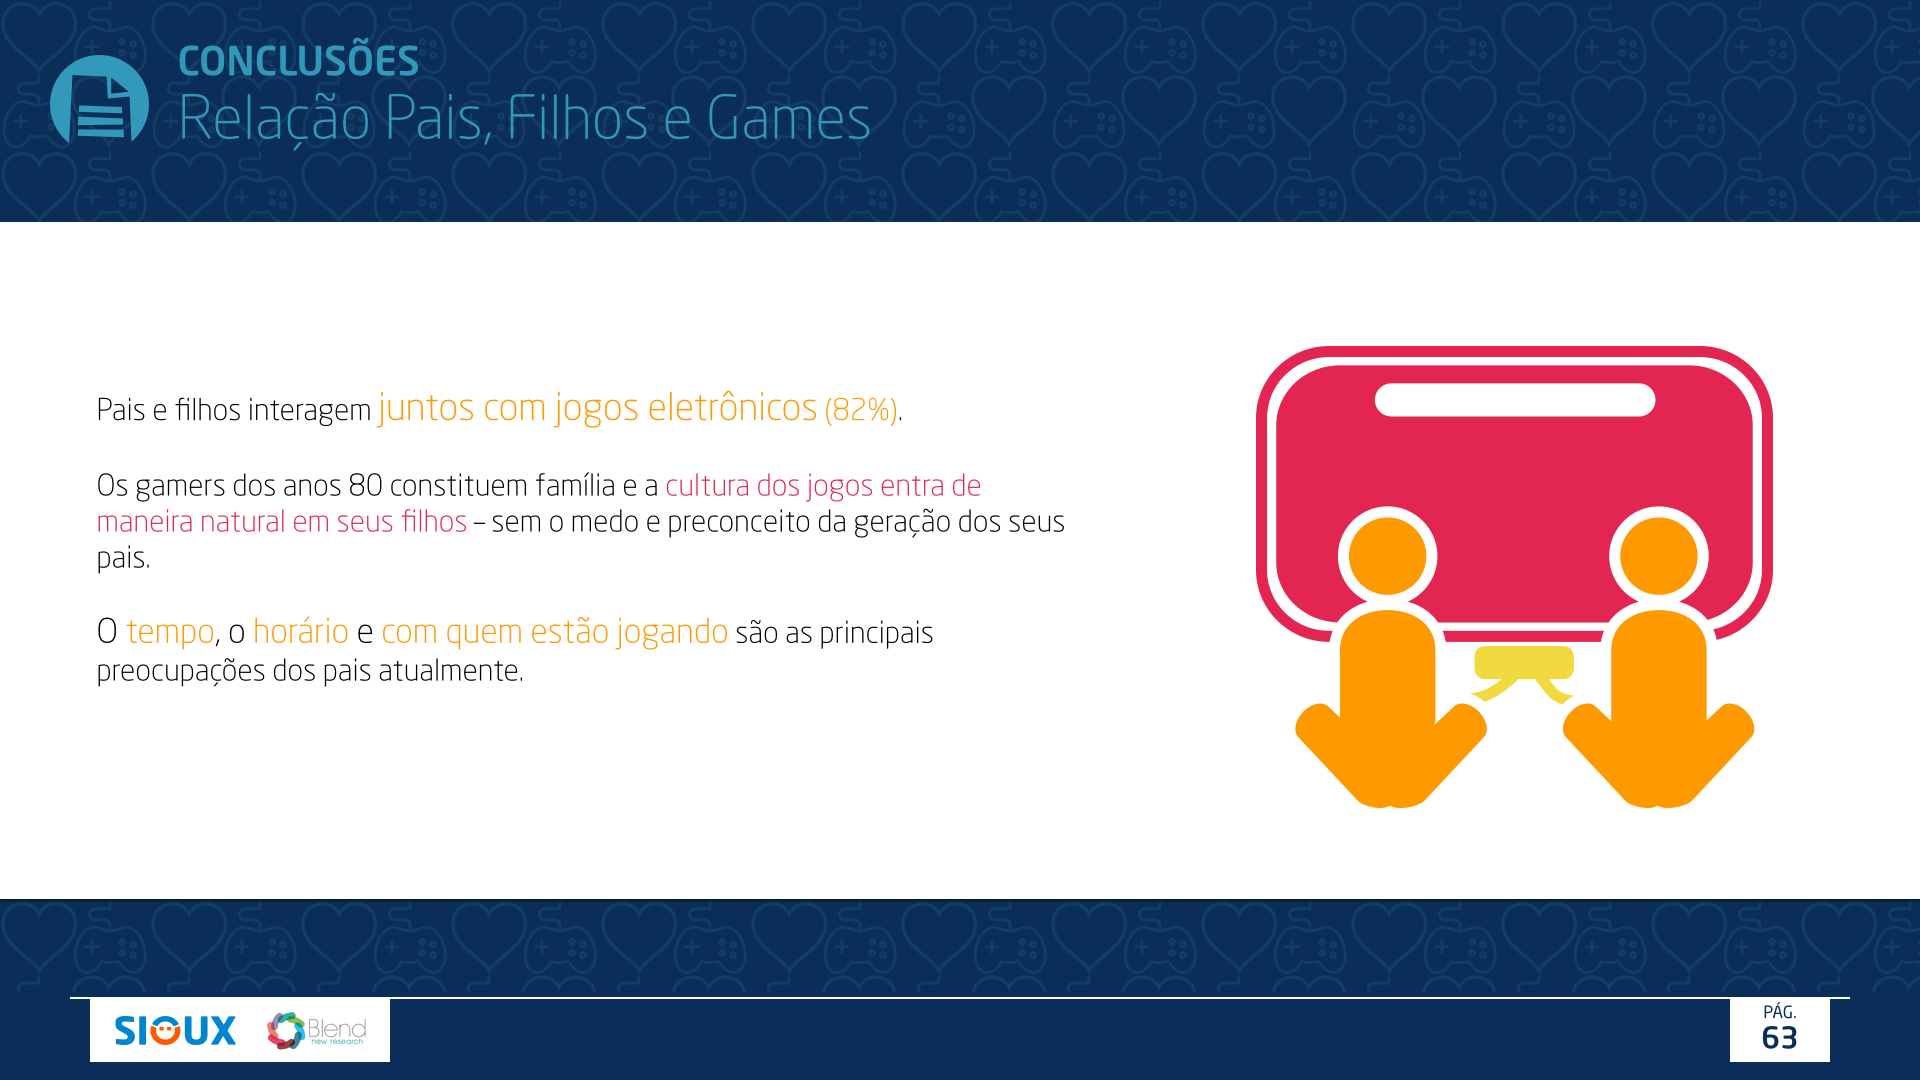 CONCLUSÕES
Relação Pais, Filhos e Games
Pais e filhos interagem juntos com jogos eletrônicos (82%).
Os gamers dos anos 80 constituem família e a cultura dos jogos entra de
maneira natural em seus filhos – sem o medo e preconceito da geração dos seus
pais.
O tempo, o horário e com quem estão jogando são as principais
preocupações dos pais atualmente.
SIOUX
Blend
new research
PÁG.
63